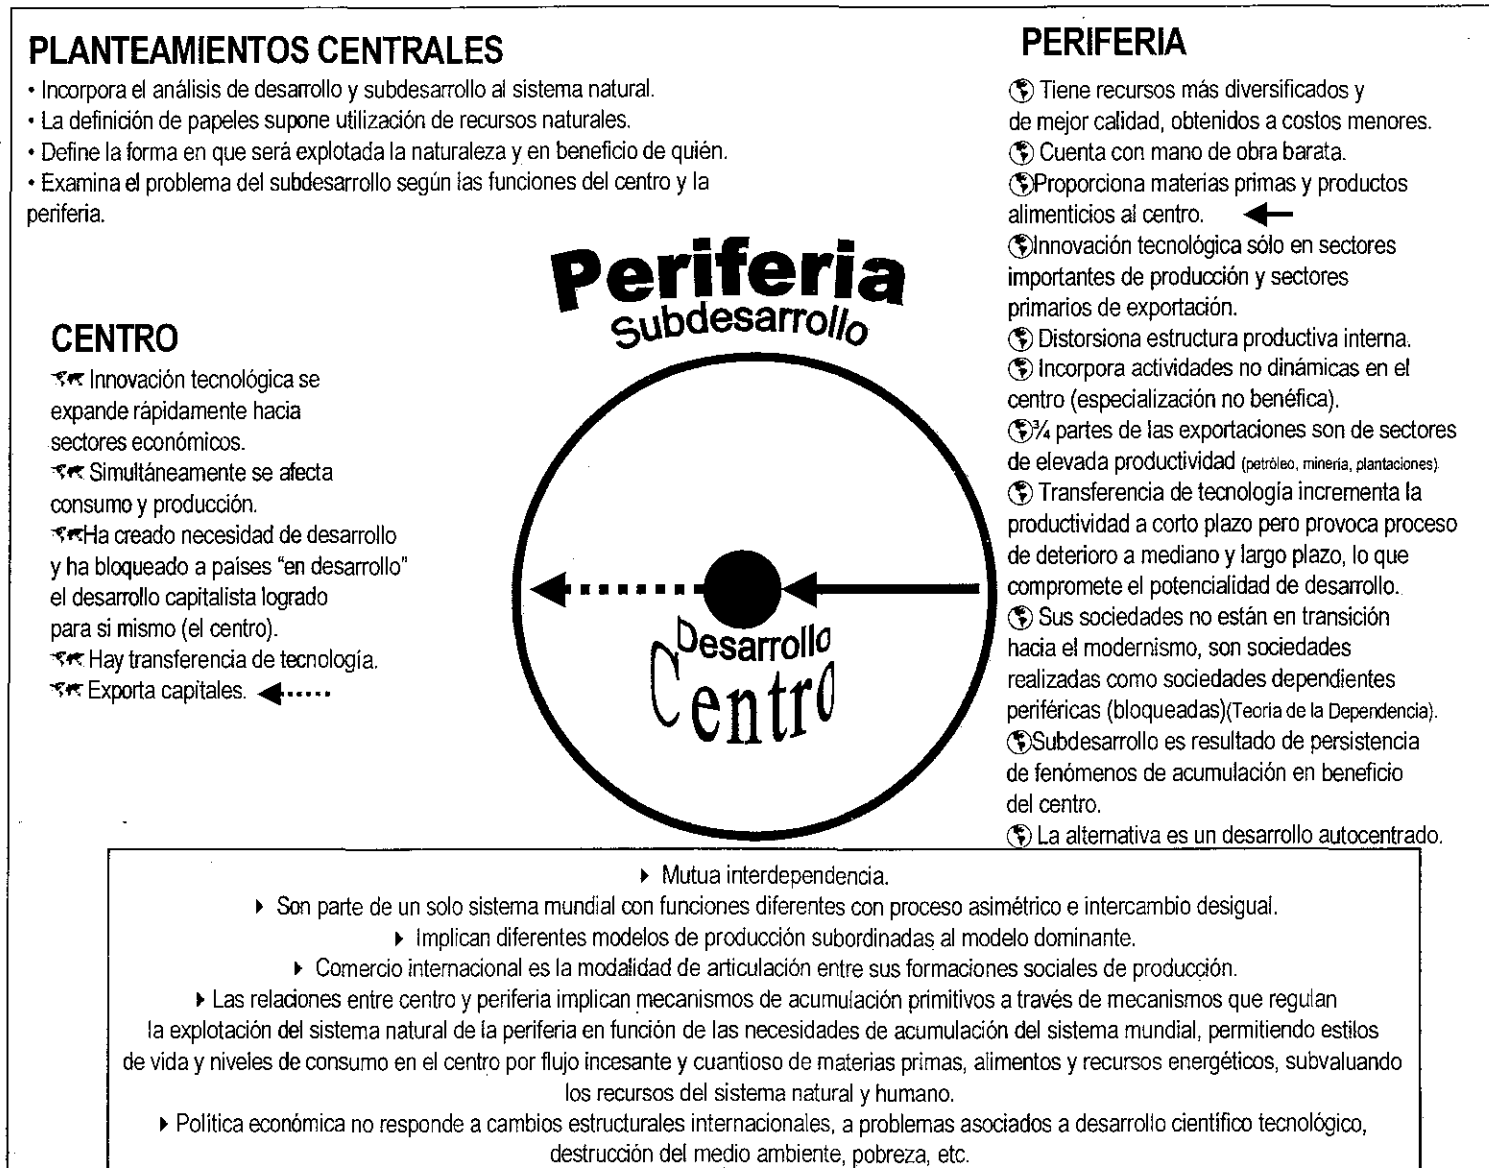 PLANTEAMIENTOS CENTRALES
• Incorpora el análisis de desarrollo y subdesarrollo al sistema natural.
• La definición de papeles supone utilización de recursos naturales.
• Define la forma en que será explotada la naturaleza y en beneficio de quién.
• Examina el problema del subdesarrollo según las funciones del centro y la
periferia.
CENTRO
Innovación tecnológica se
expande rápidamente hacia
sectores económicos.
Simultáneamente se afecta
consumo y producción.
Ha creado necesidad de desarrollo
y ha bloqueado a países "en desarrollo"
el desarrollo capitalista logrado
para si mismo (el centro).
Hay transferencia de tecnología.
Exporta capitales.
Periferia
Subdesarrollo
Desarrollo
Centro
PERIFERIA
Tiene recursos más diversificados y
de mejor calidad, obtenidos a costos menores.
Cuenta con mano de obra barata.
Proporciona materias primas y productos
alimenticios al centro.
Innovación tecnológica sólo en sectores
importantes de producción y sectores
primarios de exportación.
Distorsiona estructura productiva interna.
Incorpora actividades no dinámicas en el
centro (especialización no benéfica).
¾ partes de las exportaciones son de sectores
de elevada productividad (petróleo, minería, plantaciones).
Transferencia de tecnología incrementa la
productividad a corto plazo pero provoca proceso
de deterioro a mediano y largo plazo, lo que
compromete el potencialidad de desarrollo.
Sus sociedades no están en transición
hacia el modernismo, son sociedades
realizadas como sociedades dependientes
periféricas (bloqueadas)(Teoría de la Dependencia).
Subdesarrollo es resultado de persistencia
de fenómenos de acumulación en beneficio
del centro.
La alternativa es un desarrollo autocentrado.
Mutua interdependencia.
Son parte de un solo sistema mundial con funciones diferentes con proceso asimétrico e intercambio desigual.
Implican diferentes modelos de producción subordinadas al modelo dominante.
Comercio internacional es la modalidad de articulación entre sus formaciones sociales de producción.
Las relaciones entre centro y periferia implican mecanismos de acumulación primitivos a través de mecanismos que regulan
la explotación del sistema natural de la periferia en función de las necesidades de acumulación del sistema mundial, permitiendo estilos
de vida y niveles de consumo en el centro por flujo incesante y cuantioso de materias primas, alimentos y recursos energéticos, subvaluando
los recursos del sistema natural y humano.
Política económica no responde a cambios estructurales internacionales, a problemas asociados a desarrollo científico tecnológico,
destrucción del medio ambiente, pobreza, etc.